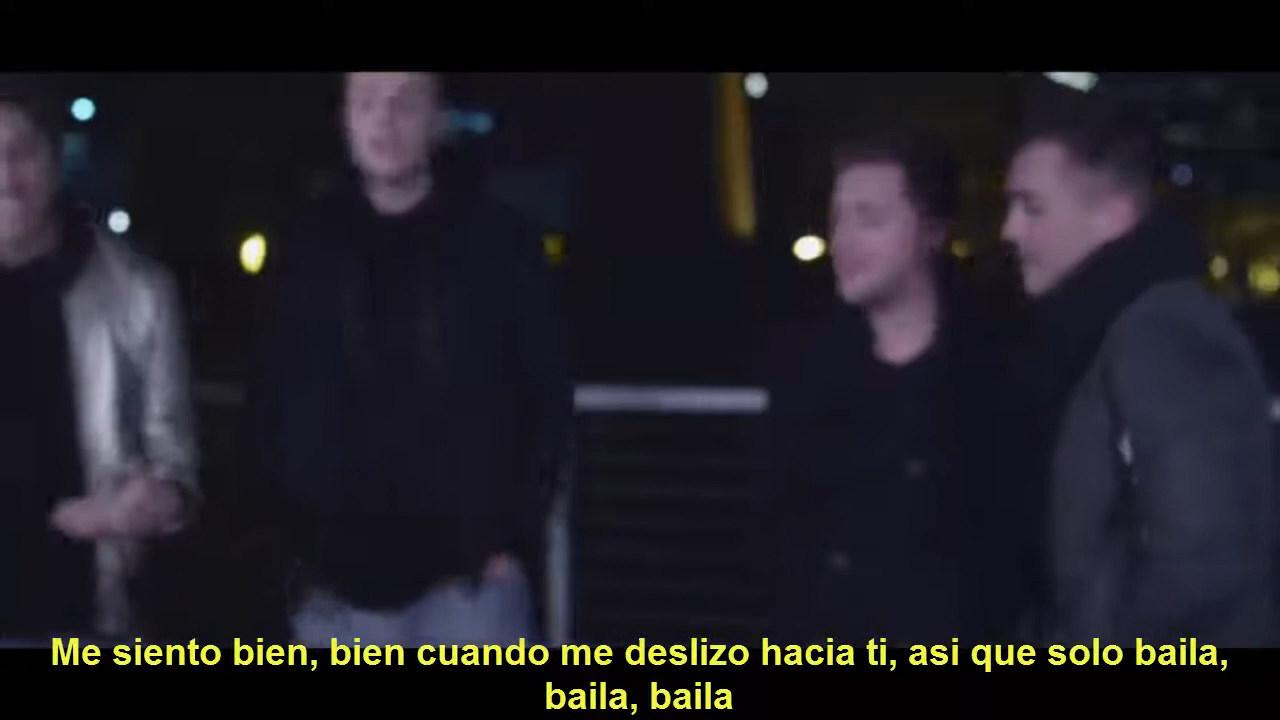 Me siento bien, bien cuando me deslizo hacia ti, asi que solo baila,
baila, baila